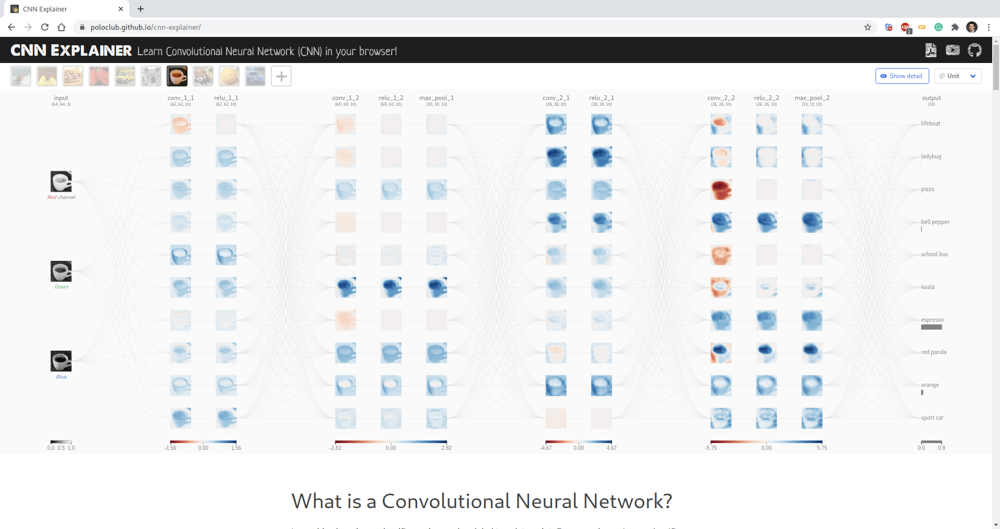 CNN Explainer
poloclub.github.io/cnn-explainer/
2
CNN EXPLAINER Learn Convolutional Neural Network (CNN) in your browser!
Show detail
Unit
input conv_1_1 relu_1_1 conv_1_2 relu_1_2 max_pool_1 conv_2_1 relu_2_1 conv_2_2 relu_2_2 max_pool_2 output
(64, 64, 3) (62, 62, 10) (62, 62, 10) (60, 60, 10) (60, 60, 10) (30, 30, 10) (28, 28, 10) (28, 28, 10) (26, 26, 10) (26, 26, 10) (13, 13, 10) (10)
lifeboat
ladybug
pizza
Red channel
bell pepper
school bus
Green
koala
espresso
red panda
Blue
orange
sport car
0.0 0.5 1.0 -1.56 0.00 1.56 -2.82 0.00 2.82 -4.67 0.00 4.67 -5.75 0.00 5.75 0.0 0.9
What is a Convolutional Neural Network?